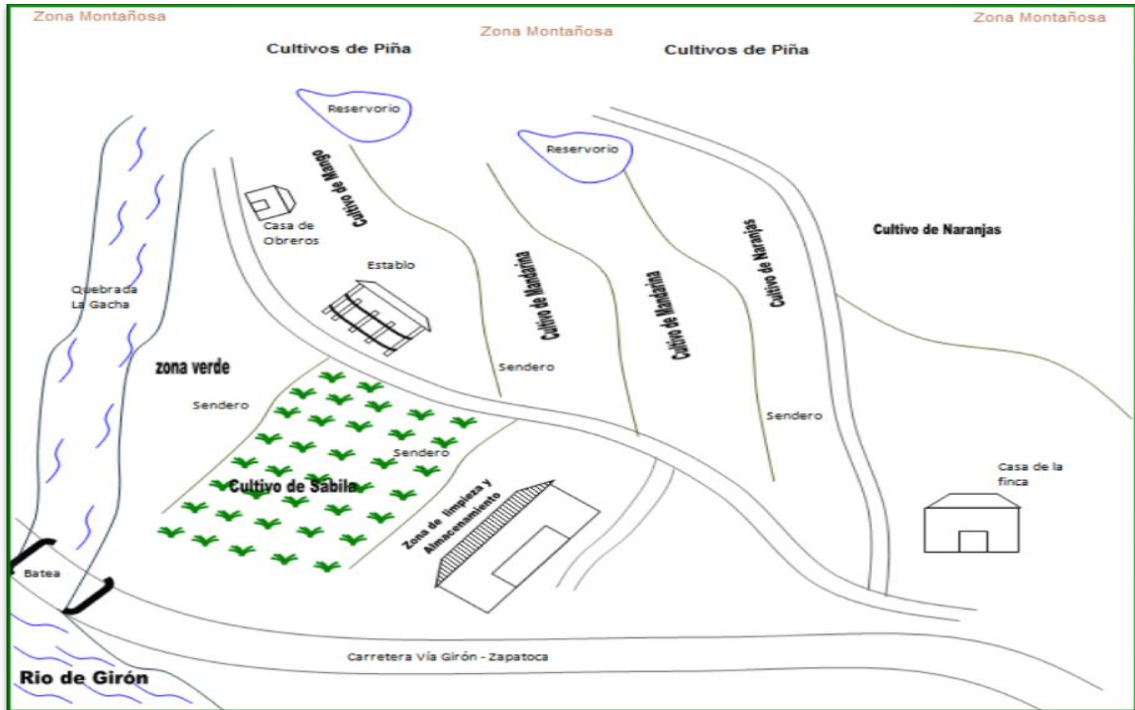 Zona Montañosa
Zona Montañosa
Zona Montañosa
Cultivos de Piña
Cultivos de Piña
Reservorio
Reservorio
Cultivo de Mango
Casa de
Obreros
Establo
Cultivo de Mandarina
Cultivo de Mandarina
Cultivo de Naranjas
Cultivo de Naranjas
Quebrada
La Gacha
zona verde
Sendero
Sendero
Sendero
Sendero
Cultivo de Sabila
Zona de limpieza y
Almacenamiento
Casa de la
finca
Batea
Carretera Vía Girón - Zapatoca
Rio de Girón